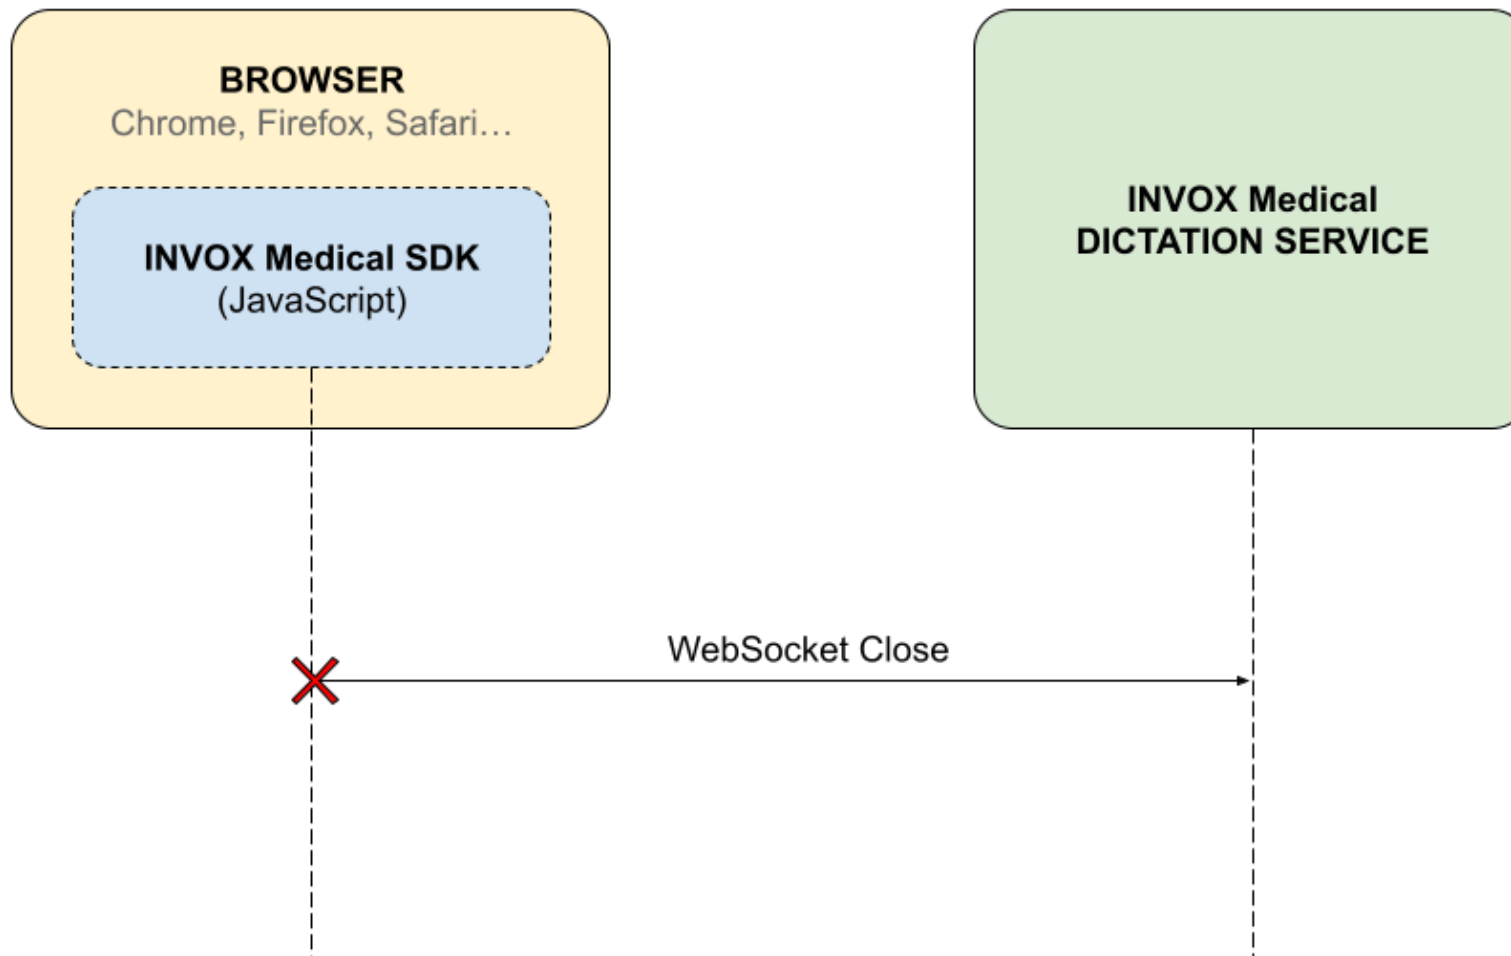 BROWSER
Chrome, Firefox, Safari…
INVOX Medical SDK
(JavaScript)
INVOX Medical
DICTATION SERVICE
WebSocket Close